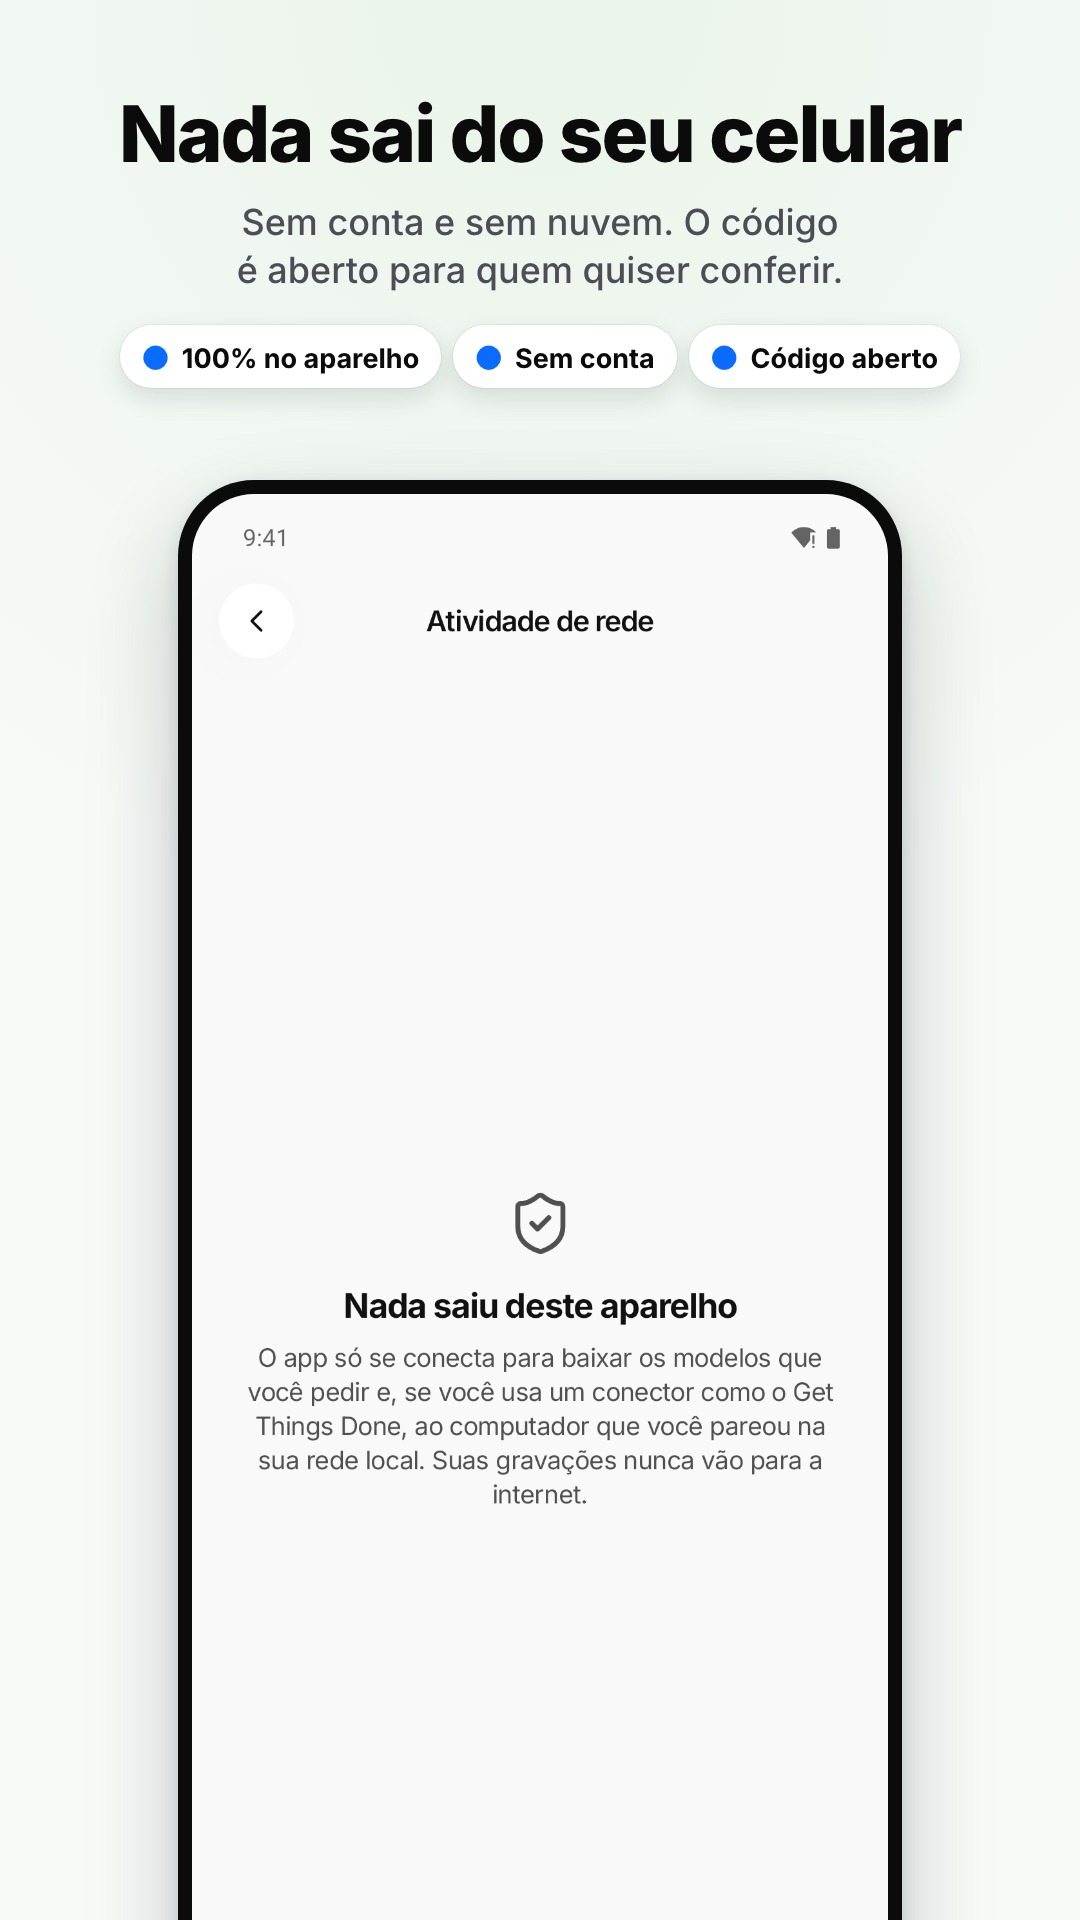 Nada sai do seu celular
Sem conta e sem nuvem. O código
é aberto para quem quiser conferir.
100% no aparelho
Sem conta
Código aberto
9:41
Atividade de rede
Nada saiu deste aparelho
O app só se conecta para baixar os modelos que
você pedir e, se você usa um conector como o Get
Things Done, ao computador que você pareou na
sua rede local. Suas gravações nunca vão para a
internet.